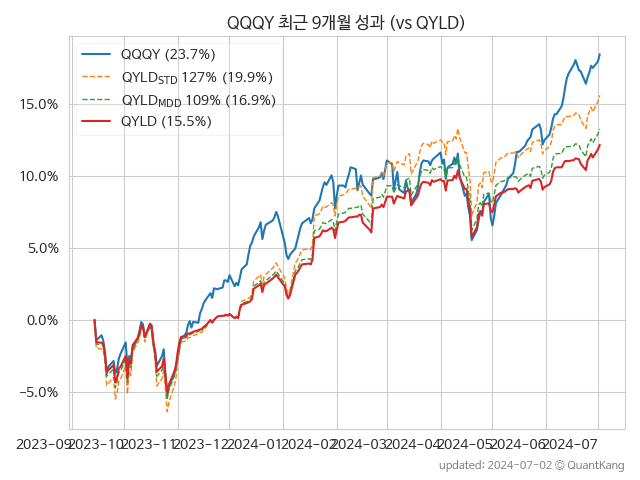 QQQY 최근 9개월 성과 (vs QYLD)
QQQY (23.7%)
QYLD_STD 127% (19.9%)
QYLD_MDD 109% (16.9%)
QYLD (15.5%)
15.0%
10.0%
5.0%
0.0%
−5.0%
2023-09 2023-10 2023-11 2023-12 2024-01 2024-02 2024-03 2024-04 2024-05 2024-06 2024-07
updated: 2024-07-02 © QuantKang